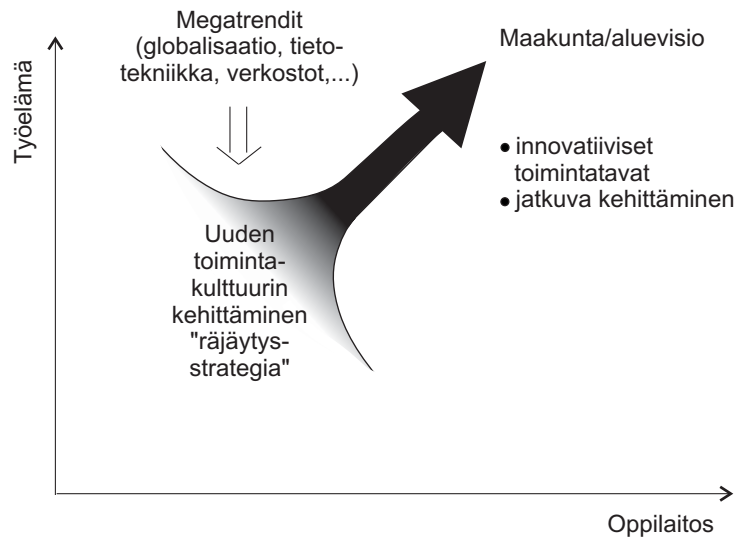 Megatrendit
(globalisaatio, tieto-
tekniikka, verkostot,...)
Maakunta/aluevisio
Työelämä
• innovatiiviset
toimintatavat
• jatkuva kehittäminen
Uuden
toiminta-
kulttuurin
kehittäminen
"räjäytys-
strategia"
Oppilaitos